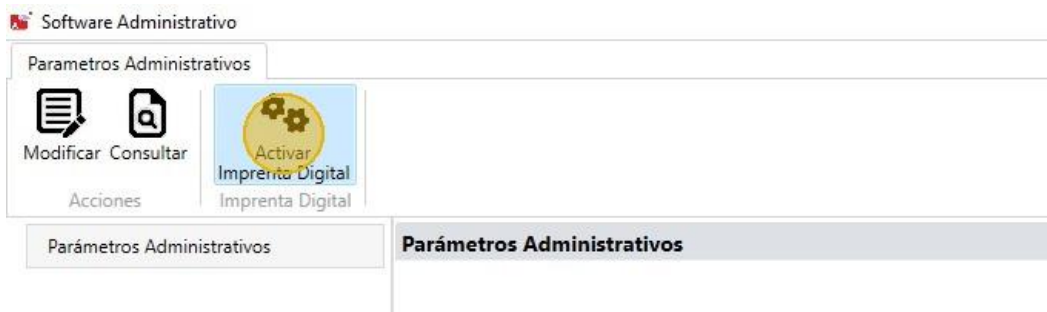 Software Administrativo
Parametros Administrativos
Modificar Consultar Activar
Imprenta Digital
Acciones Imprenta Digital
Parámetros Administrativos Parámetros Administrativos